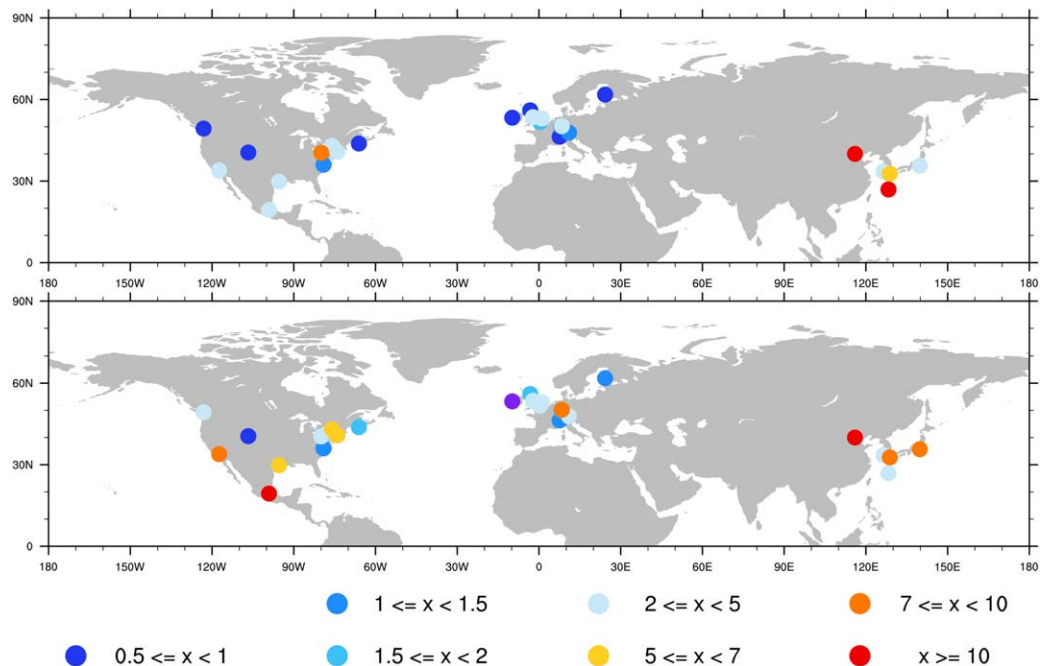 90N
60N
30N
0
180 150W 120W 90W 60W 30W 0 30E 60E 90E 120E 150E 180
90N
60N
30N
0
180 150W 120W 90W 60W 30W 0 30E 60E 90E 120E 150E 180
1 <= x < 1.5 2 <= x < 5 7 <= x < 10
0.5 <= x < 1 1.5 <= x < 2 5 <= x < 7 x >= 10